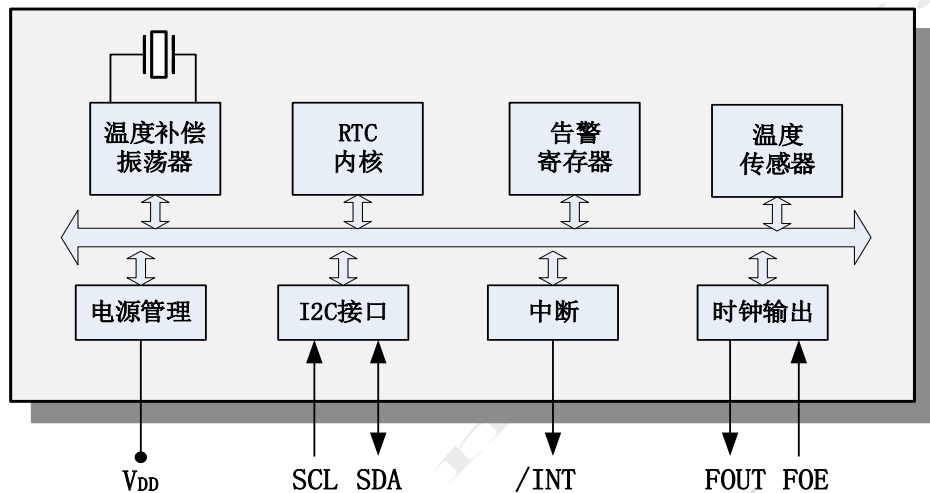 温度补偿
振荡器
RTC
内核
告警
寄存器
温度
传感器
电源管理
I2C接口
中断
时钟输出
VDD
SCL
SDA
/INT
FOUT
FOE